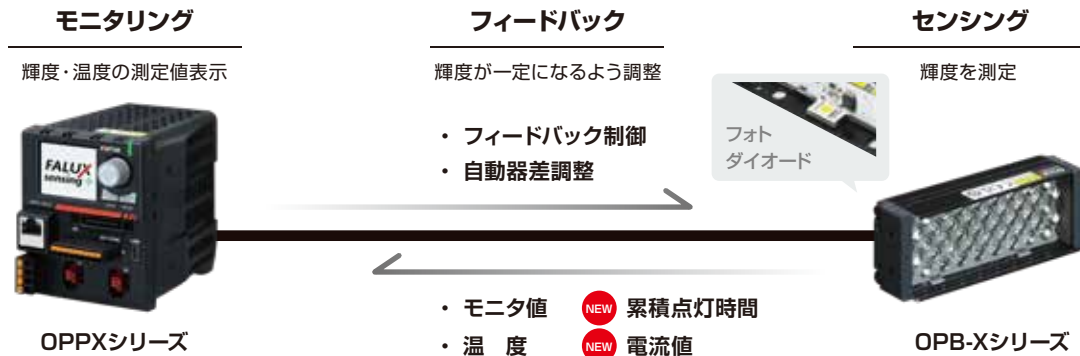 モニタリング
輝度・温度の測定値表示
フィードバック
輝度が一定になるよう調整
センシング
輝度を測定
フォト
ダイオード
・ フィードバック制御
・ 自動器差調整
FALUX
sensing+
・ モニタ値 NEW 累積点灯時間
・ 温 度 NEW 電流値
OPPXシリーズ
OPB-Xシリーズ